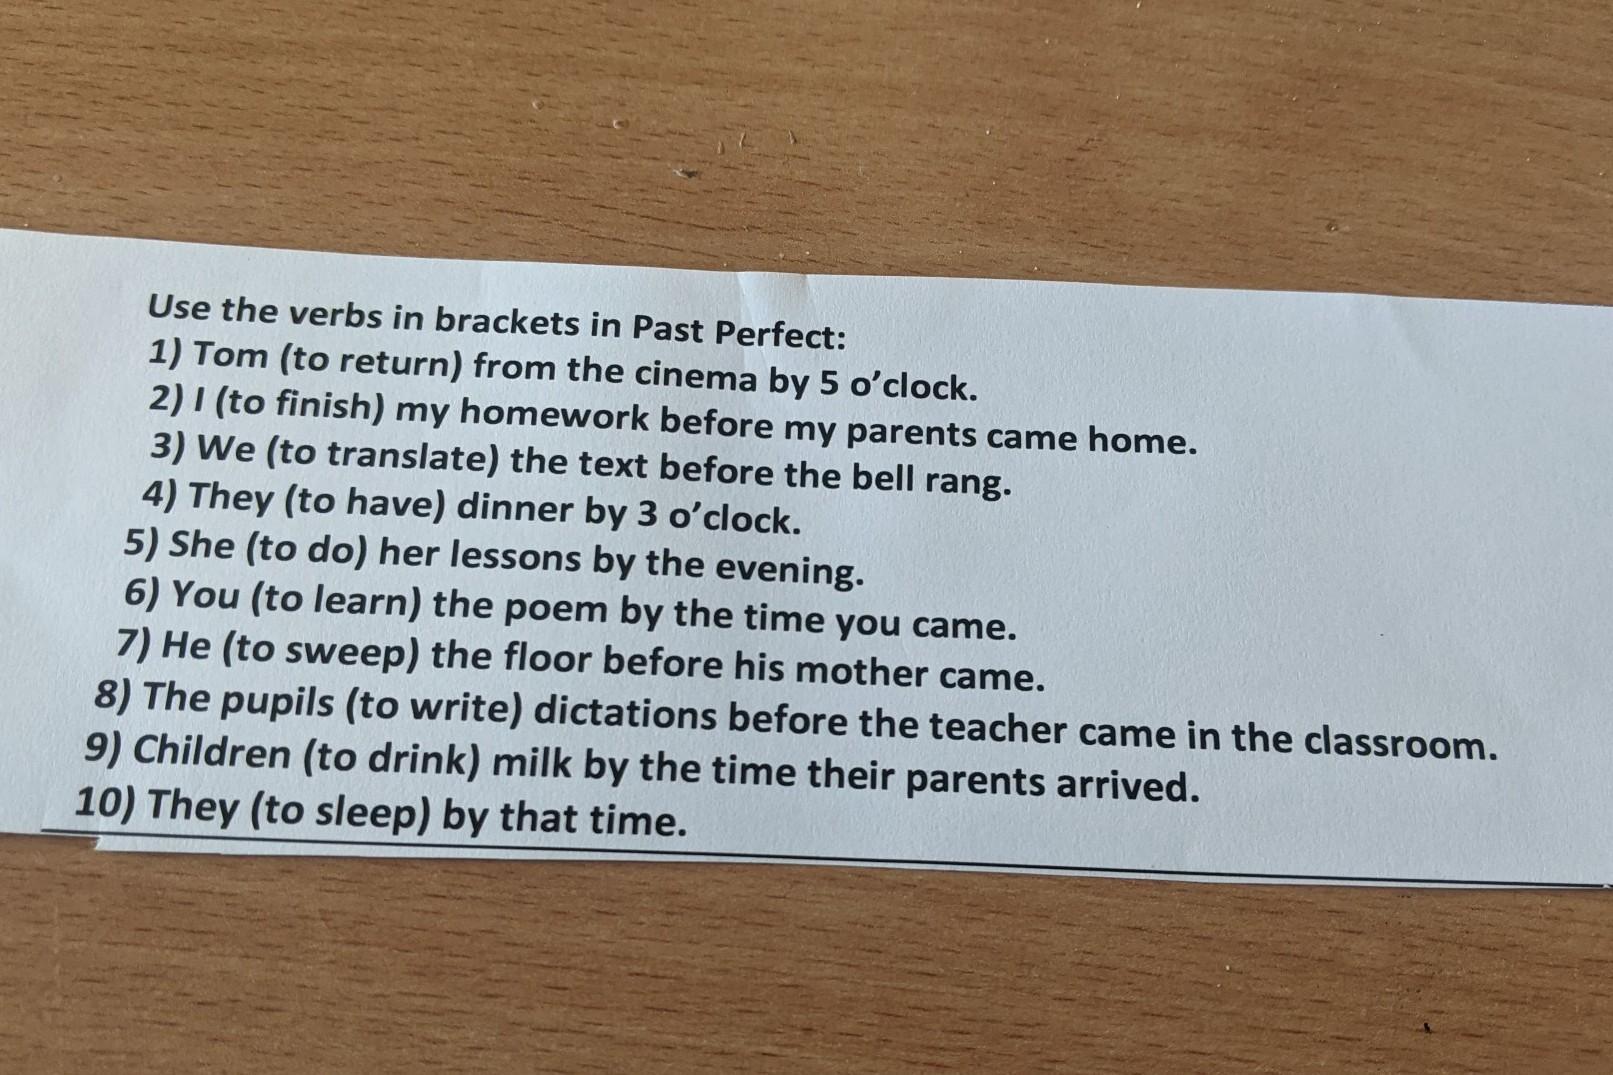 Use the verbs in brackets in Past Perfect:
1) Tom (to return) from the cinema by 5 o’clock.
2) I (to finish) my homework before my parents came home.
3) We (to translate) the text before the bell rang.
4) They (to have) dinner by 3 o’clock.
5) She (to do) her lessons by the evening.
6) You (to learn) the poem by the time you came.
7) He (to sweep) the floor before his mother came.
8) The pupils (to write) dictations before the teacher came in the classroom.
9) Children (to drink) milk by the time their parents arrived.
10) They (to sleep) by that time.